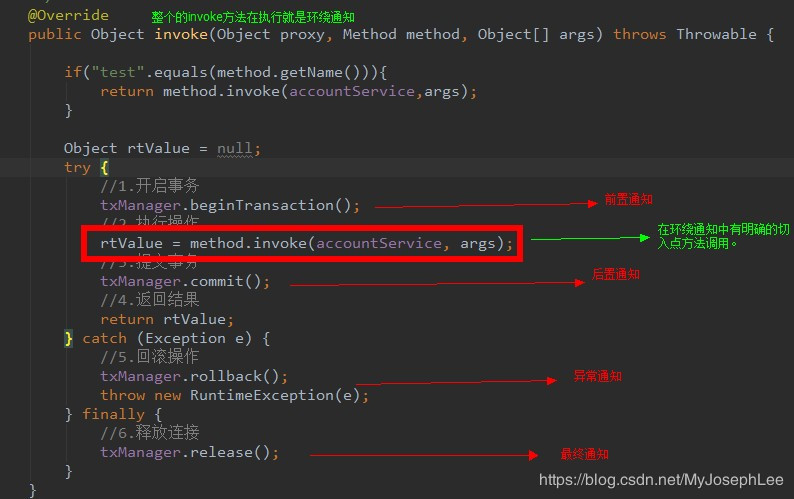 @Override 整个的invoke方法在执行就是环绕通知
public Object invoke(Object proxy, Method method, Object[] args) throws Throwable {
if("test".equals(method.getName())){
return method.invoke(accountService,args);
}
Object rtValue = null;
try {
//1.开启事务
txManager.beginTransaction(); 前置通知
//2.执行操作
rtValue = method.invoke(accountService, args); 在环绕通知中有明确的切
入点方法调用。
//3.提交事务
txManager.commit(); 后置通知
//4.返回结果
return rtValue;
} catch (Exception e) {
//5.回滚操作
txManager.rollback(); 异常通知
throw new RuntimeException(e);
} finally {
//6.释放连接
txManager.release(); 最终通知
}
}
https://blog.csdn.net/MyJosephLee